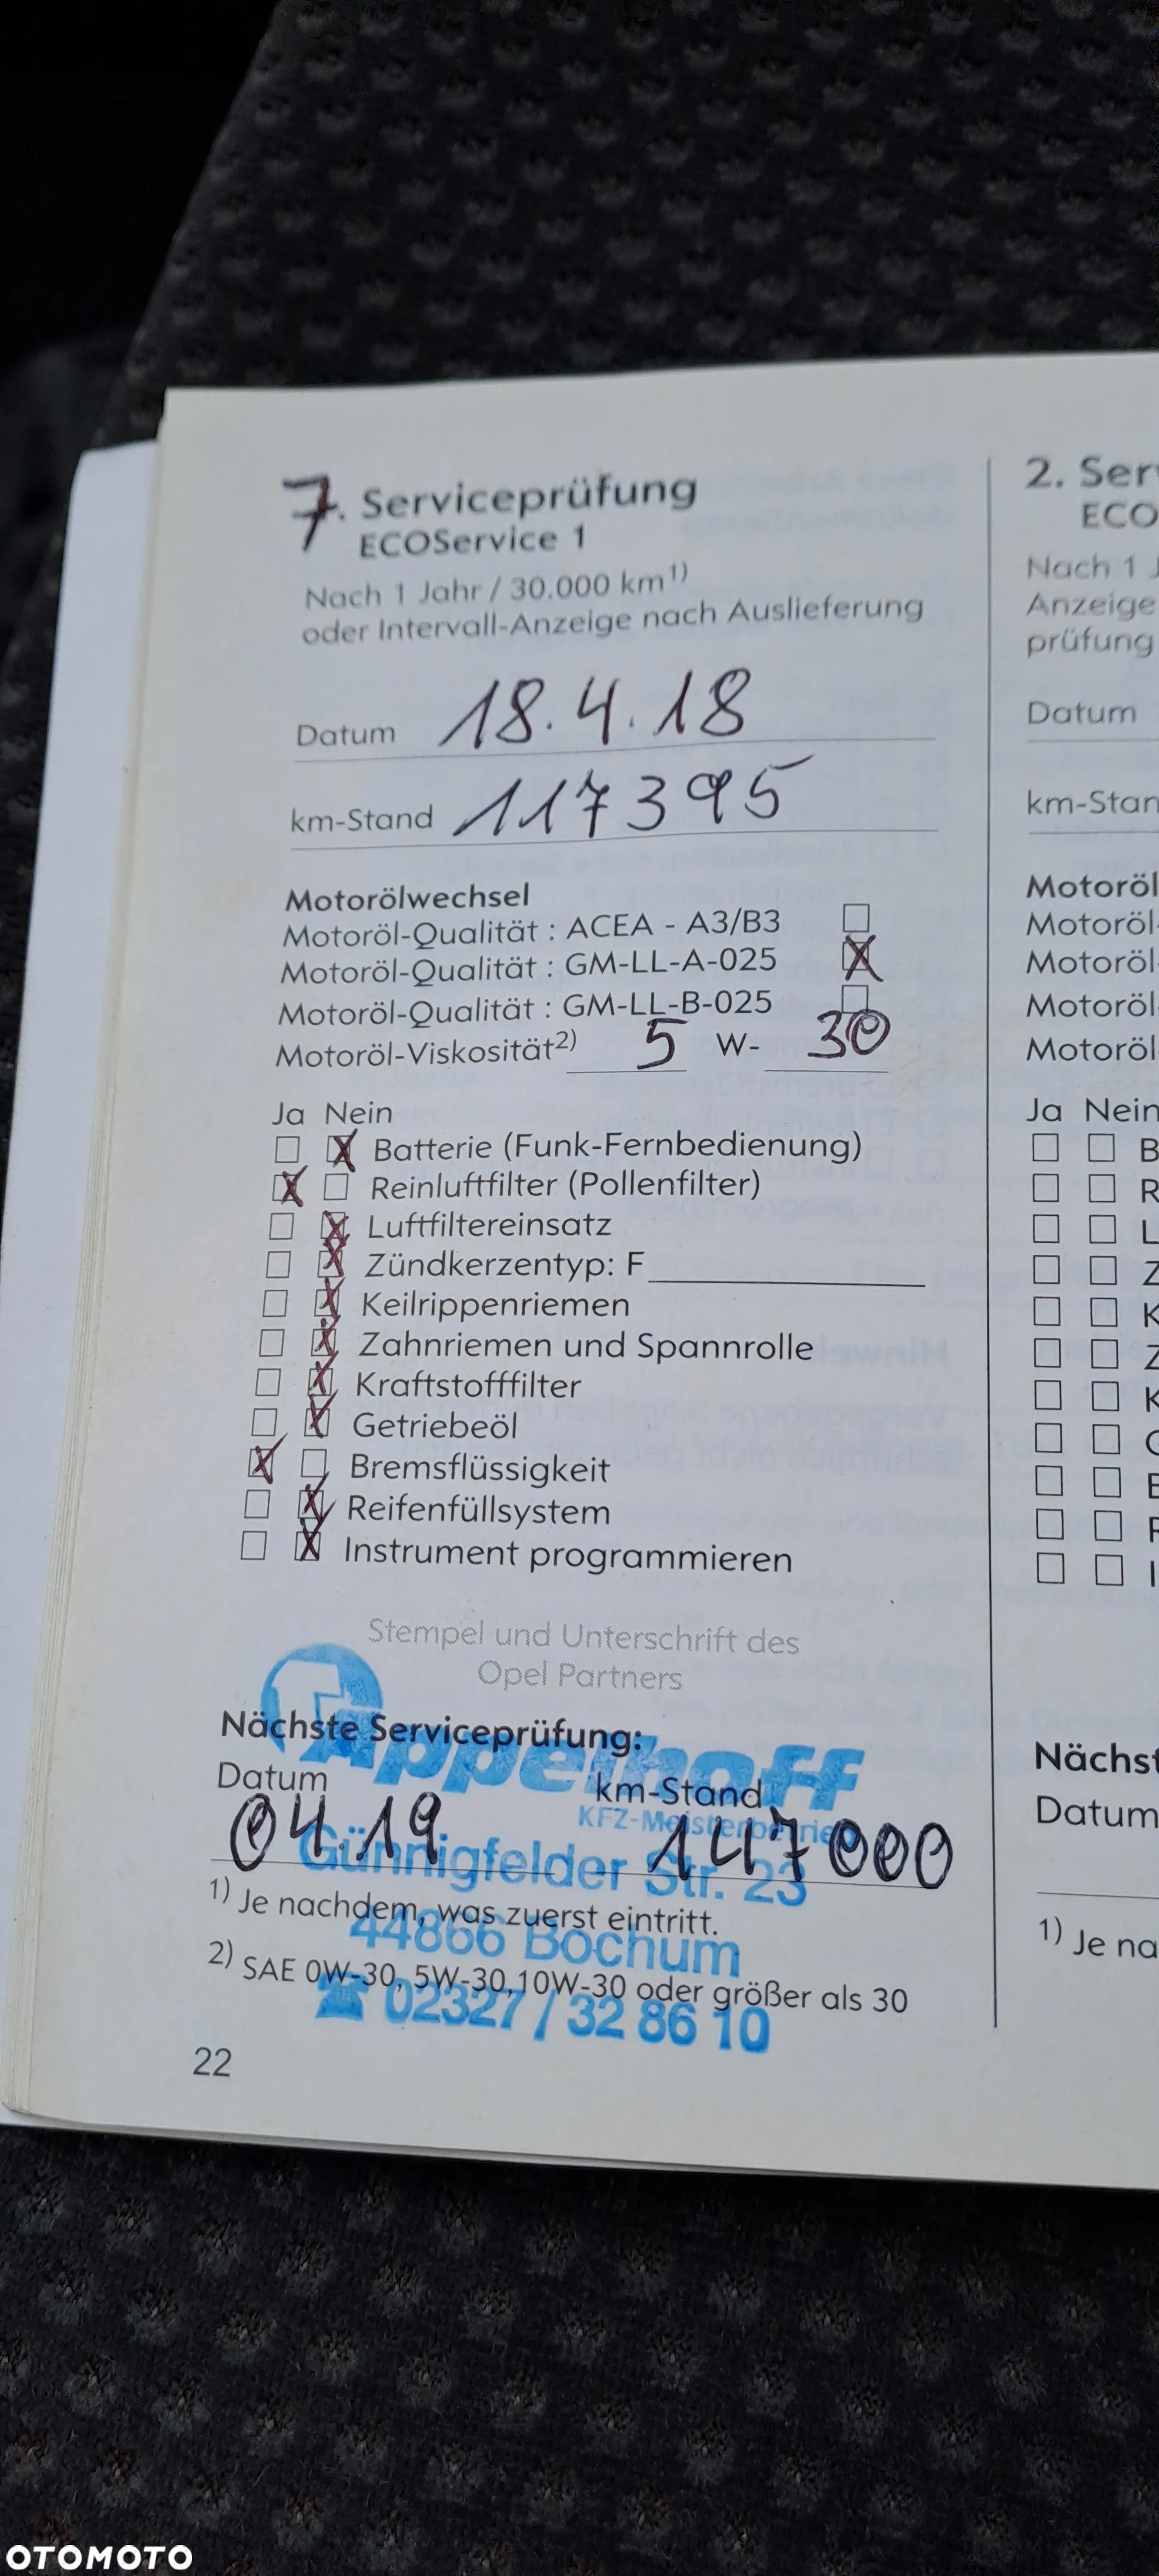 7. Serviceprüfung
ECOService 1
Nach 1 Jahr / 30.000 km1)
oder Intervall-Anzeige nach Auslieferung
Datum 18.4.18
km-Stand 117395
Motorölwechsel
Motoröl-Qualität : ACEA - A3/B3
Motoröl-Qualität : GM-LL-A-025
Motoröl-Qualität : GM-LL-B-025
Motoröl-Viskosität2) 5 W- 30
Ja Nein
Batterie (Funk-Fernbedienung)
Reinluftfilter (Pollenfilter)
Luftfiltereinsatz
Zündkerzentyp: F
Keilrippenriemen
Zahnriemen und Spannrolle
Kraftstofffilter
Getriebeöl
Bremsflüssigkeit
Reifenfüllsystem
Instrument programmieren
Stempel und Unterschrift des
Opel Partners
Nächste Serviceprüfung:
Appelhoff
Datum km-Stand
KFZ-Meisterbetrieb
04.19 147000
Günnigfelder Str. 23
1) Je nachdem, was zuerst eintritt.
44866 Bochum
2) SAE 0W-30, 5W-30,10W-30 oder größer als 30
02327 / 32 86 10
22
2. Ser
ECO
Nach 1 J
Anzeige
prüfung
Datum
km-Stan
Motoröl
Motoröl-
Motoröl-
Motoröl-
Motoröl
Ja Nein
B
R
L
Z
K
Z
K
G
B
R
I
Nächst
Datum
1) Je na
OTOMOTO